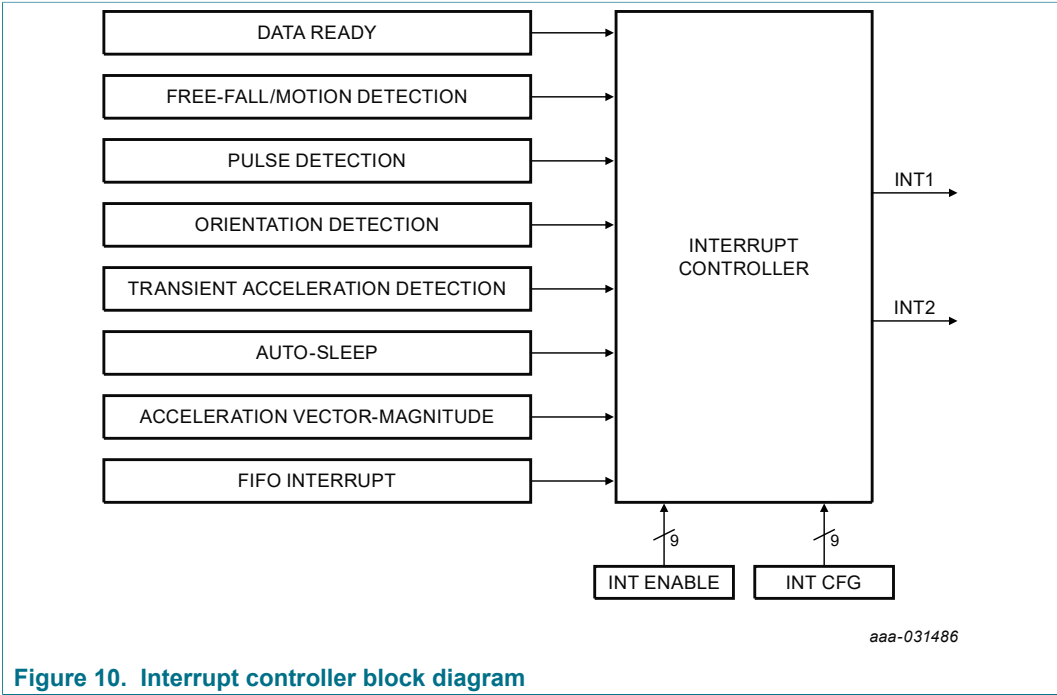 DATA READY
FREE-FALL/MOTION DETECTION
PULSE DETECTION
ORIENTATION DETECTION
TRANSIENT ACCELERATION DETECTION
AUTO-SLEEP
ACCELERATION VECTOR-MAGNITUDE
FIFO INTERRUPT
INTERRUPT
CONTROLLER
INT1
INT2
9
9
INT ENABLE
INT CFG
aaa-031486
Figure 10. Interrupt controller block diagram